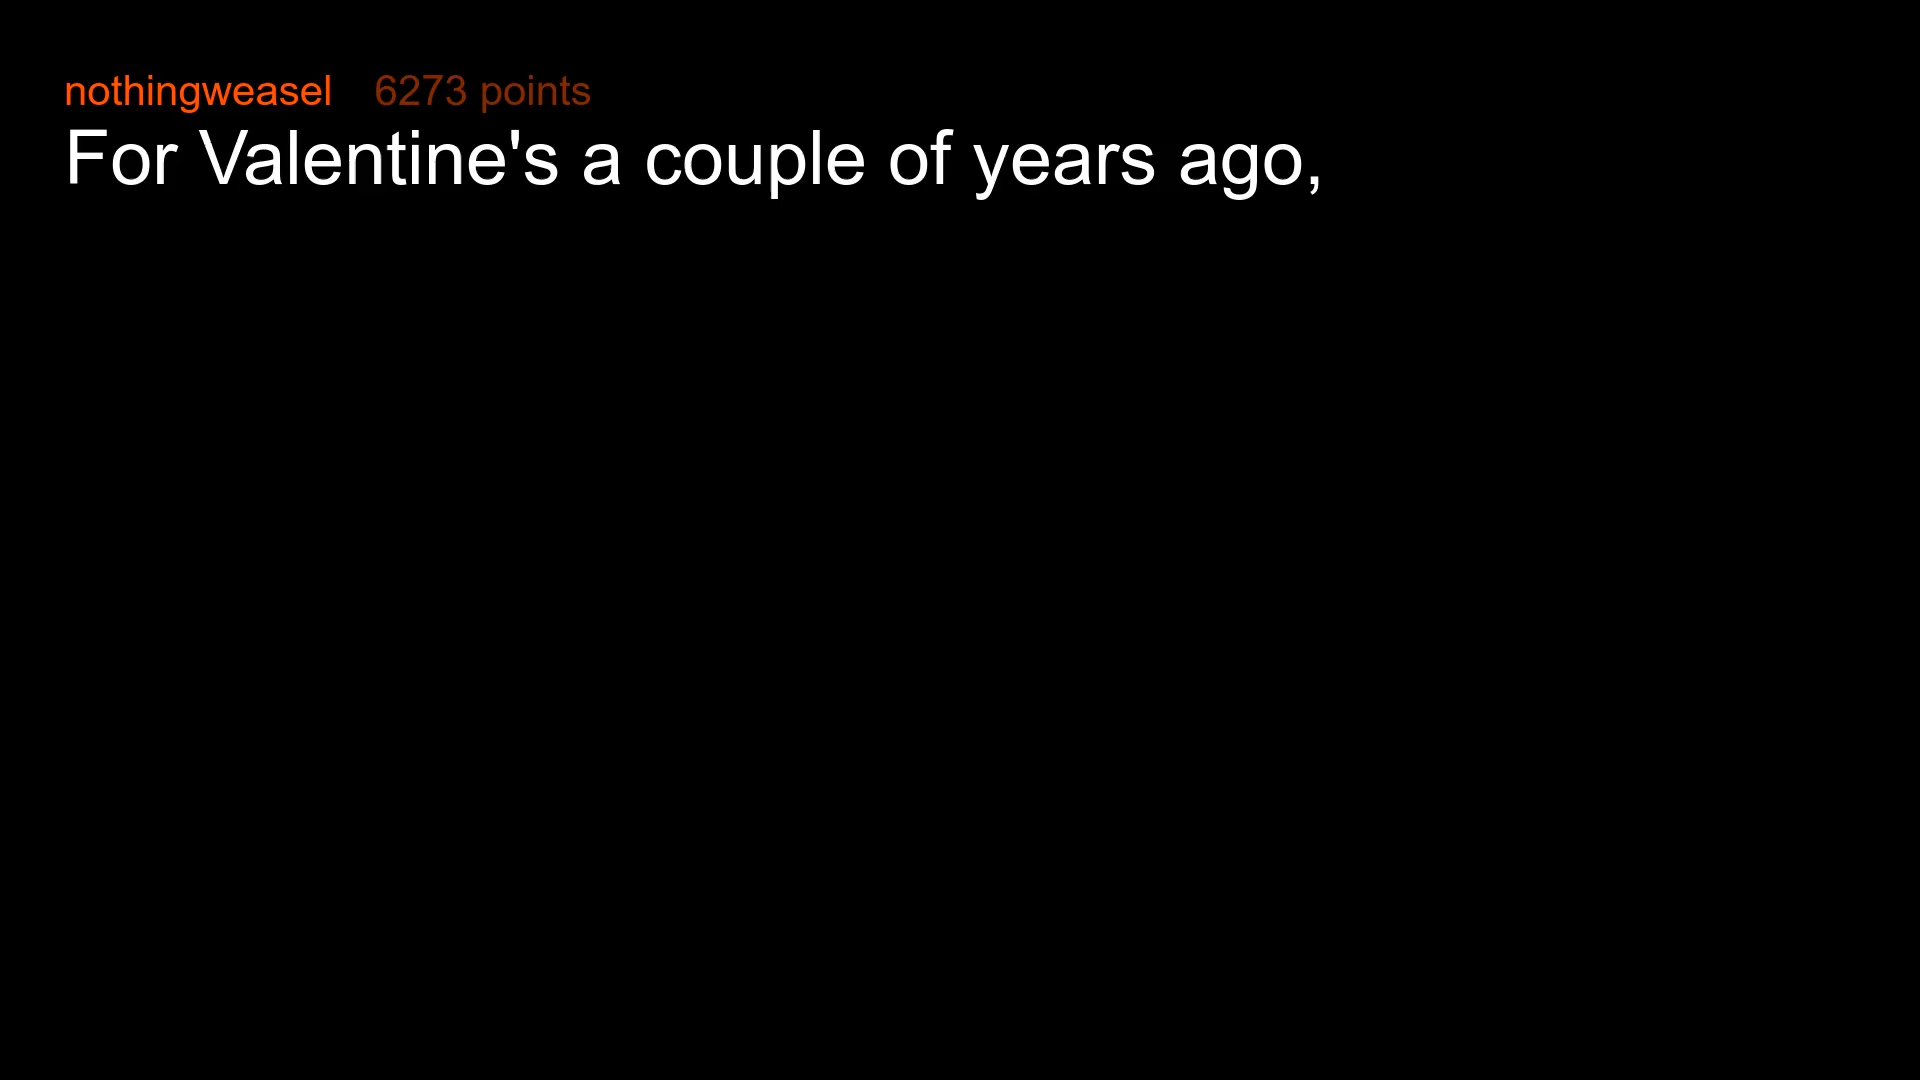 nothingweasel 6273 points
For Valentine's a couple of years ago,